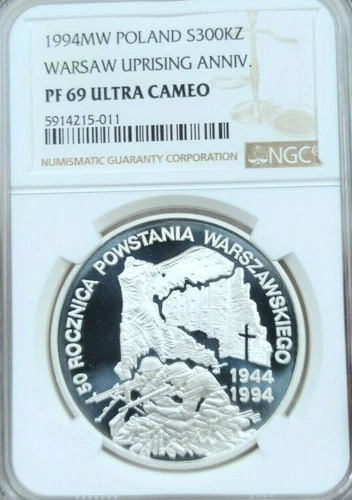 1994MW POLAND S300KZ
WARSAW UPRISING ANNIV.
PF 69 ULTRA CAMEO
5914215-011
NUMISMATIC GUARANTY CORPORATION
NGC
50 ROCZNICA POWSTANIA WARSZAWSKIEGO
1944
1994